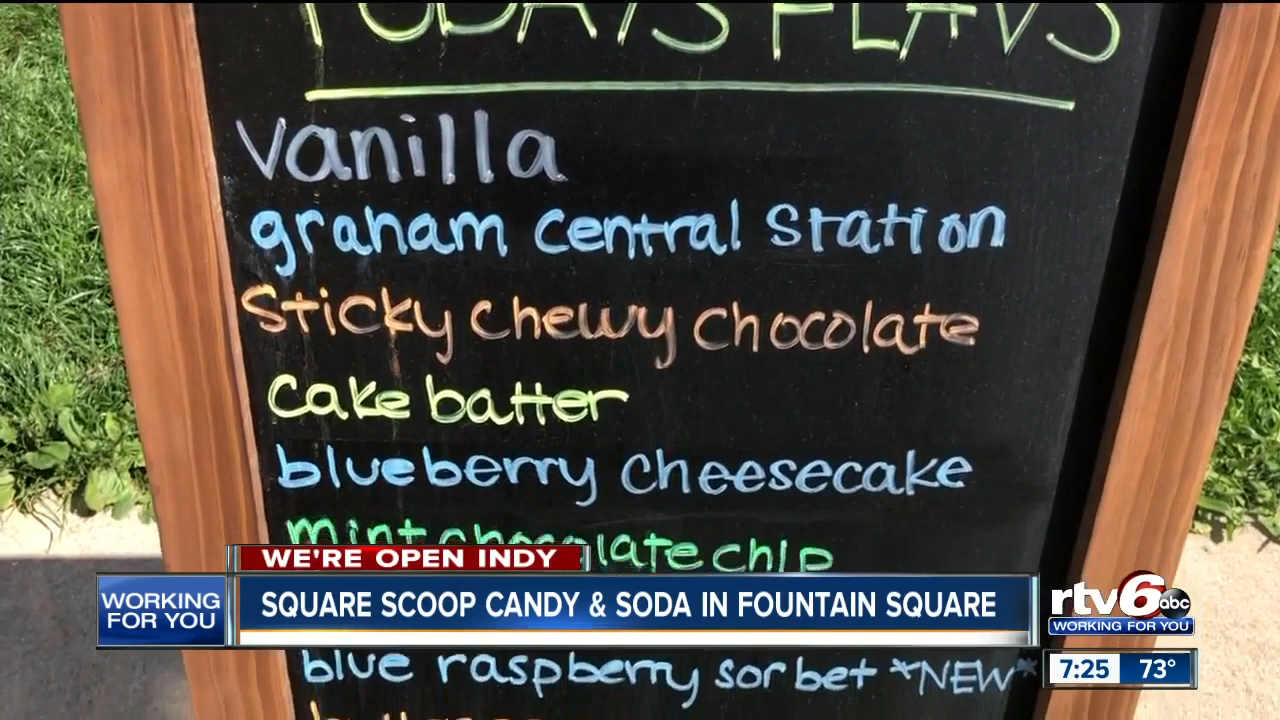 TODAYS FLAVS
vanilla
graham central station
Sticky chewy chocolate
cake batter
blueberry cheesecake
mint chocolate chip
WE'RE OPEN INDY
WORKING
FOR YOU
SQUARE SCOOP CANDY & SODA IN FOUNTAIN SQUARE
rtv6 abc
WORKING FOR YOU
blue raspberry sorbet *NEW*
7:25 73°